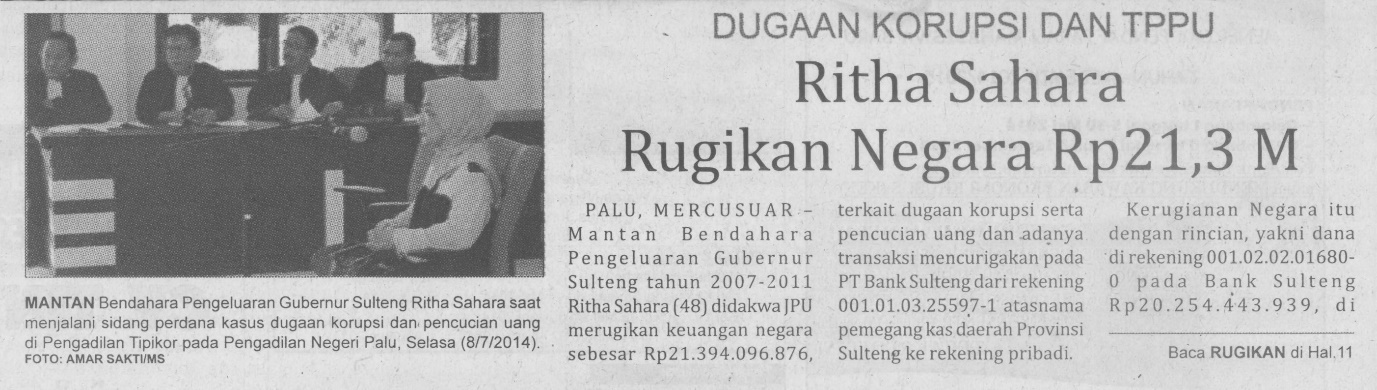 DUGAAN KORUPSI DAN TPPU
Ritha Sahara
Rugikan Negara Rp21,3 M
MANTAN Bendahara Pengeluaran Gubernur Sulteng Ritha Sahara saat
menjalani sidang perdana kasus dugaan korupsi dan pencucian uang
di Pengadilan Tipikor pada Pengadilan Negeri Palu, Selasa (8/7/2014).
FOTO: AMAR SAKTI/MS
PALU, MERCUSUAR –
Mantan Bendahara
Pengeluaran Gubernur
Sulteng tahun 2007-2011
Ritha Sahara (48) didakwa JPU
merugikan keuangan negara
sebesar Rp21.394.096.876,
terkait dugaan korupsi serta
pencucian uang dan adanya
transaksi mencurigakan pada
PT Bank Sulteng dari rekening
001.01.03.25597-1 atasnama
pemegang kas daerah Provinsi
Sulteng ke rekening pribadi.
Kerugianan Negara itu
dengan rincian, yakni dana
di rekening 001.02.02.01680-
0 pada Bank Sulteng
Rp20.254.443.939, di
Baca RUGIKAN di Hal.11